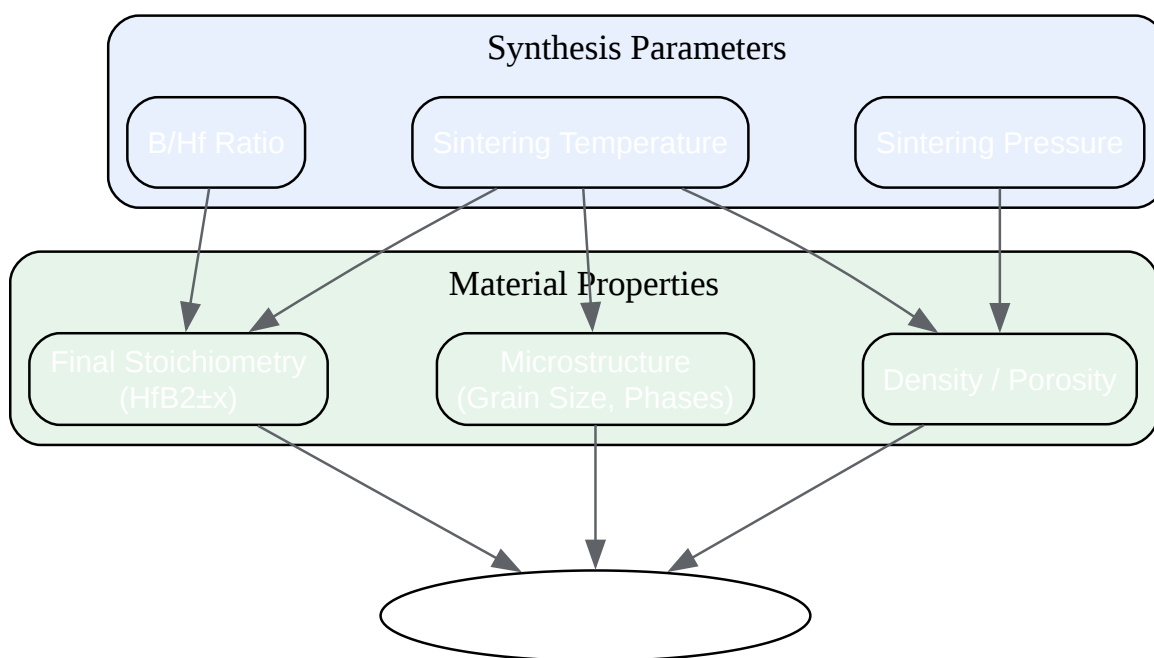 Synthesis Parameters
B/Hf Ratio
Sintering Temperature
Sintering Pressure
Material Properties
Final Stoichiometry
(HfB2±x)
Microstructure
(Grain Size, Phases)
Density / Porosity